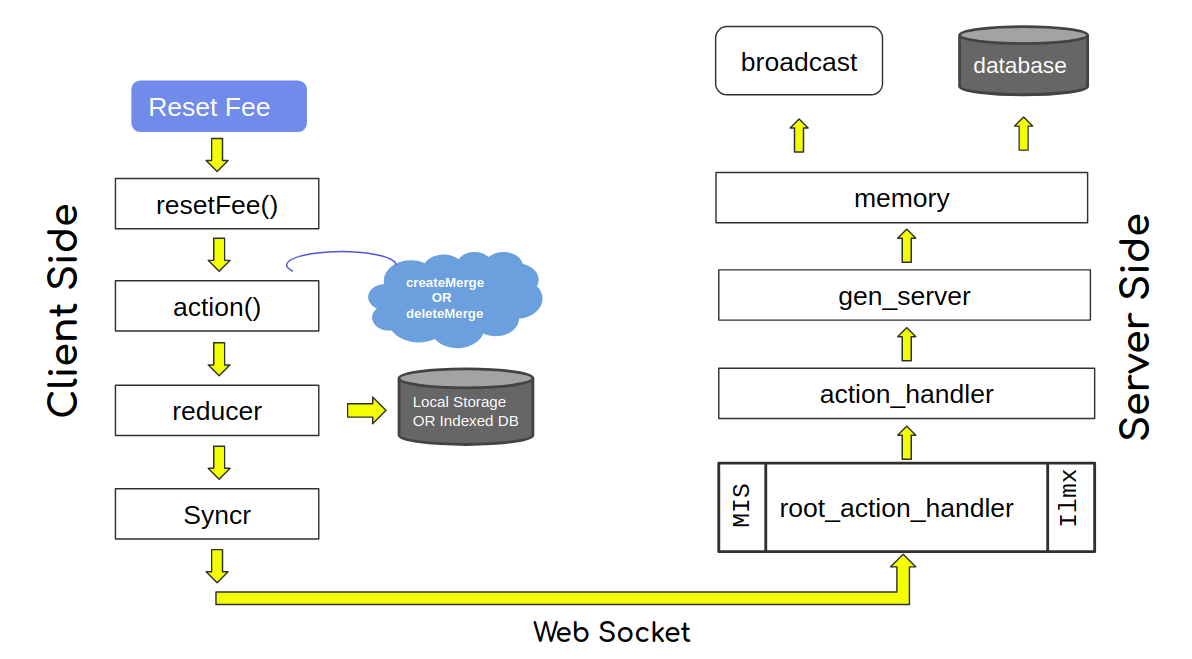 Client Side
Reset Fee
resetFee()
action()
createMerge
OR
deleteMerge
reducer
Local Storage
OR Indexed DB
Syncr
Web Socket
broadcast
database
memory
gen_server
action_handler
MIS
root_action_handler
Ilmx
Server Side